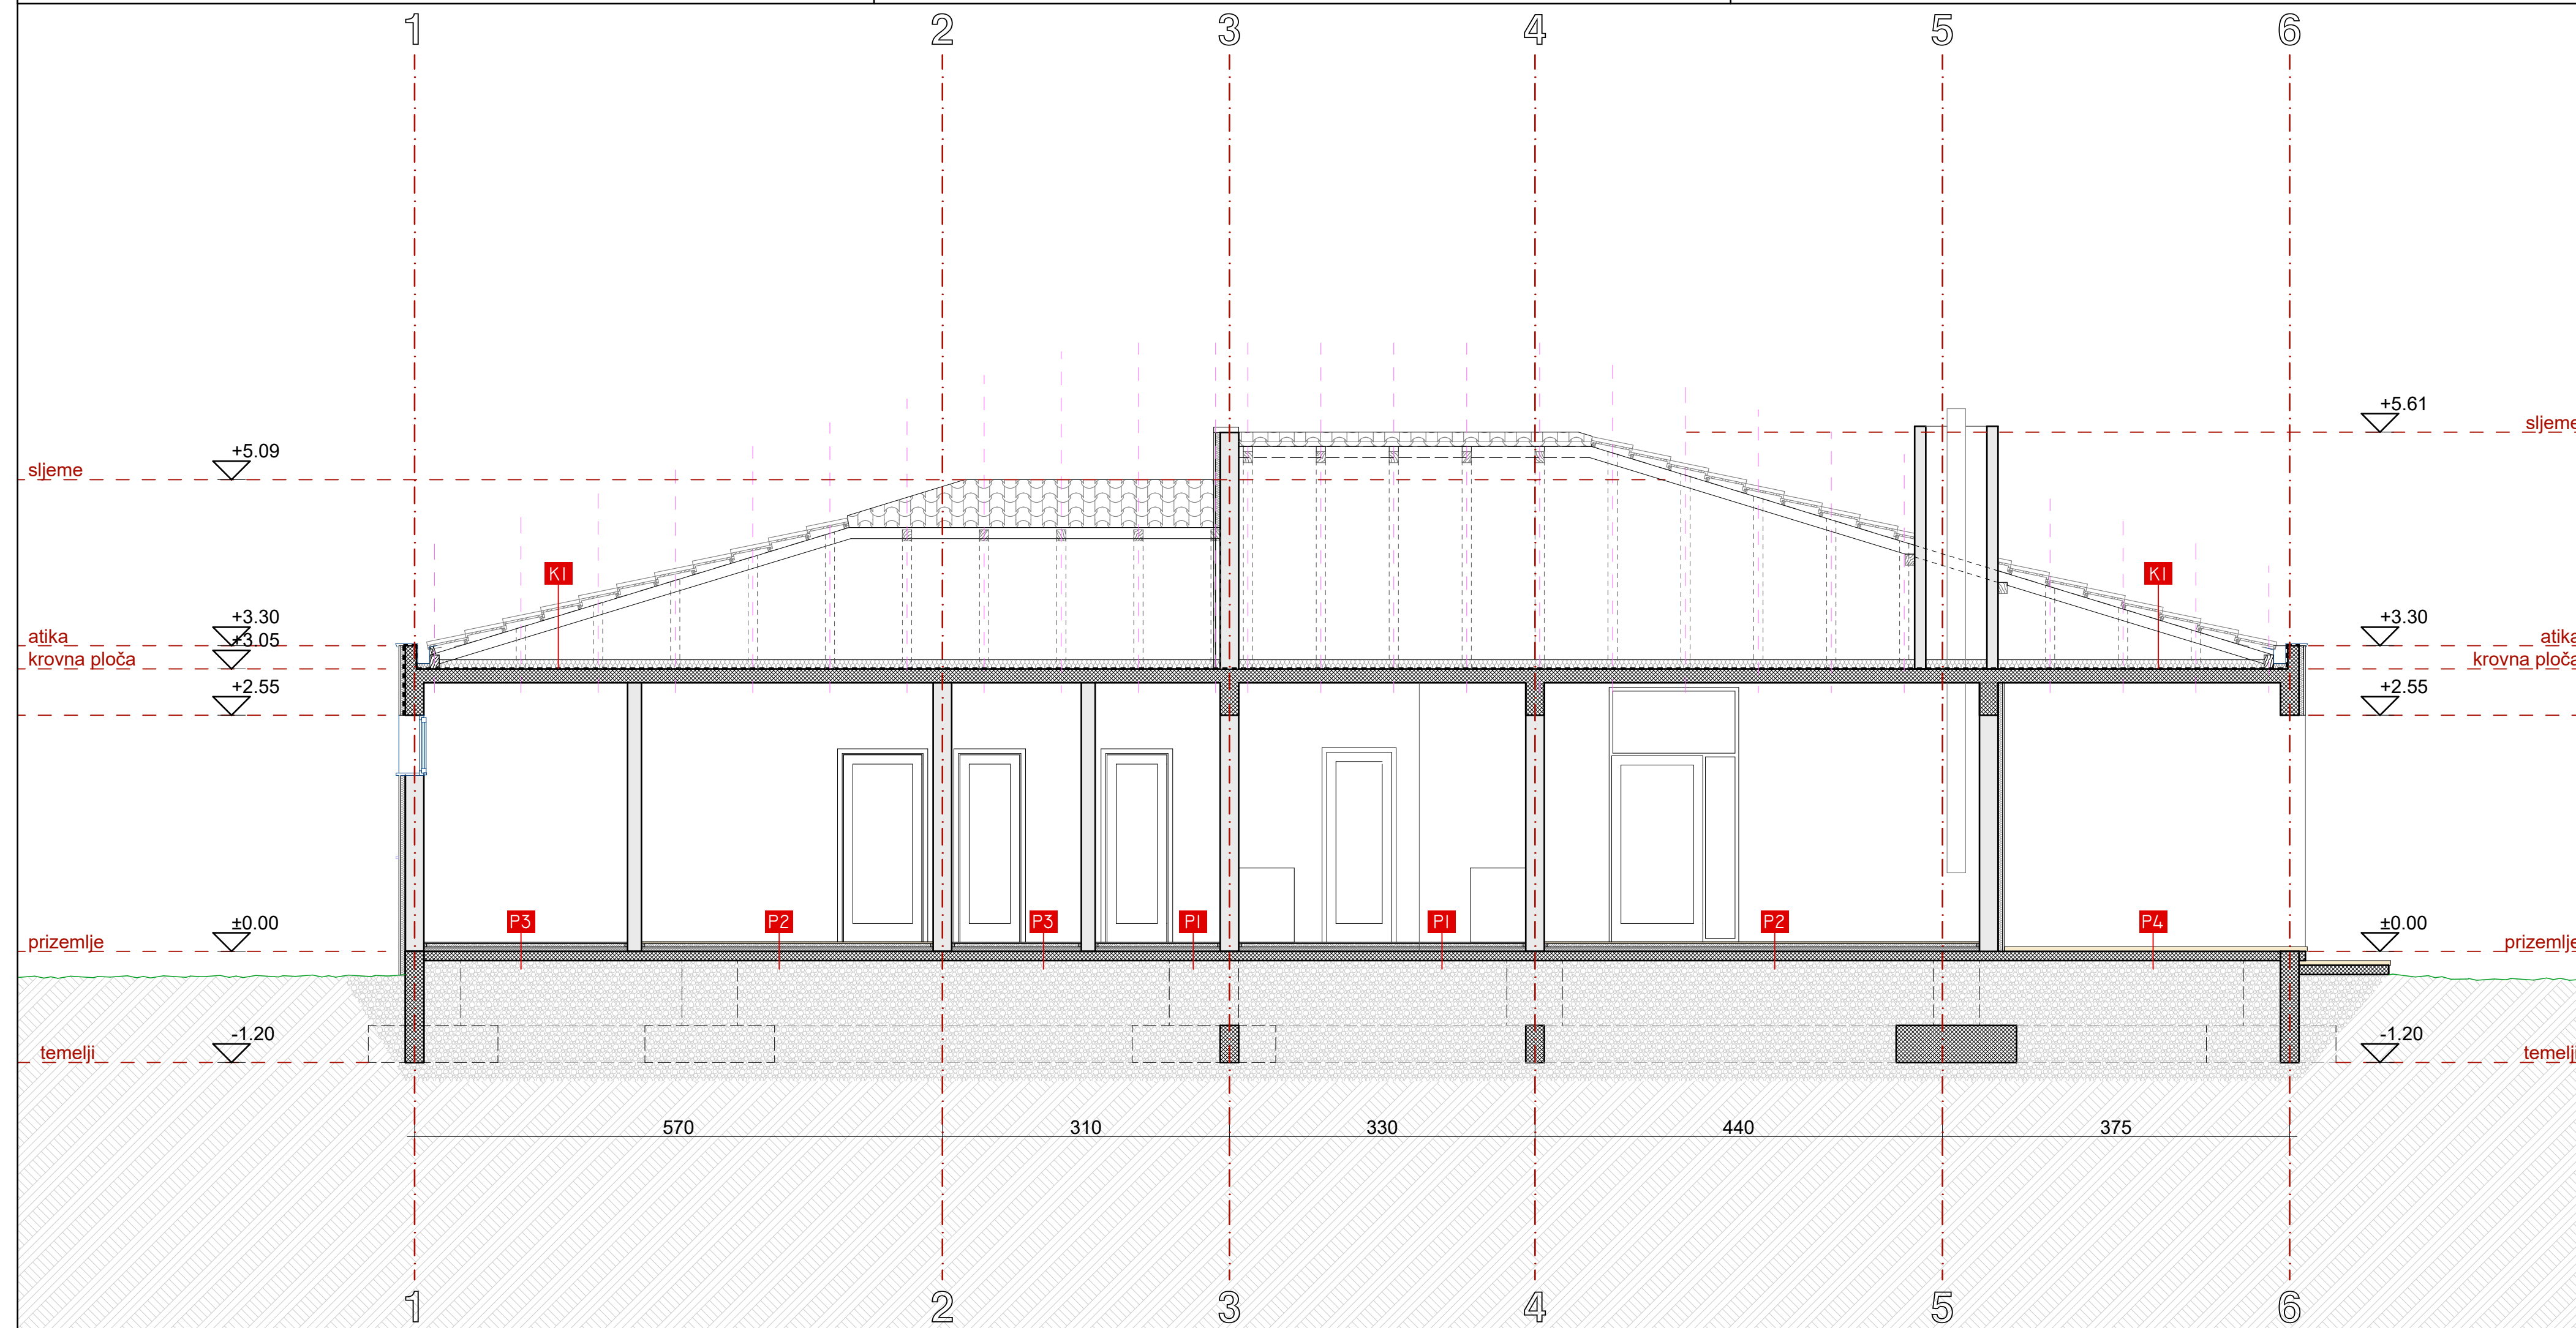 1 2 3 4 5 6
+5.61
sljeme
+5.09
sljeme
K1 K1
+3.30 +3.30
atika atika
+3.05
krovna ploča krovna ploča
+2.55 +2.55
±0.00 ±0.00
P3 P2 P3 P1 P1 P2 P4
prizemlje prizemlje
-1.20 -1.20
temelji temelji
570 310 330 440 375
1 2 3 4 5 6